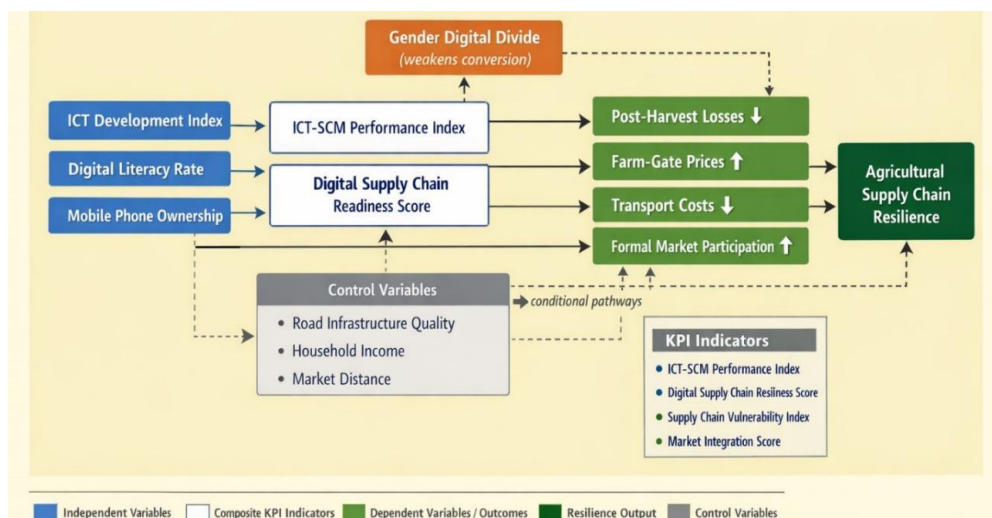 Gender Digital Divide
(weakens conversion)
ICT Development Index
Digital Literacy Rate
Mobile Phone Ownership
ICT-SCM Performance Index
Digital Supply Chain
Readiness Score
Post-Harvest Losses ↓
Farm-Gate Prices ↑
Transport Costs ↓
Formal Market Participation ↑
Agricultural
Supply Chain
Resilience
Control Variables
• Road Infrastructure Quality
• Household Income
• Market Distance
conditional pathways
KPI Indicators
• ICT-SCM Performance Index
• Digital Supply Chain Resiliness Score
• Supply Chain Vulnerability Index
• Market Integration Score
Independent Variables
Composite KPI Indicators
Dependent Variables / Outcomes
Resilience Output
Control Variables